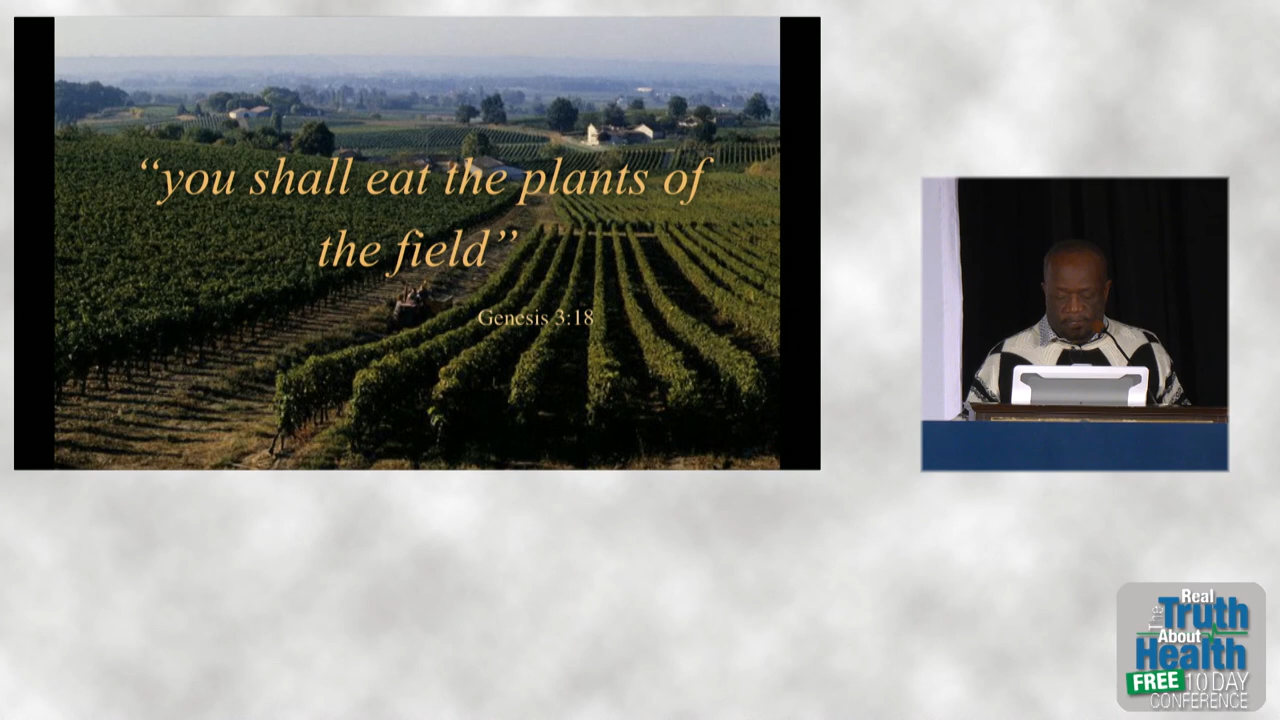 “you shall eat the plants of
the field”
Genesis 3:18
The Real
Truth
About
Health
FREE 10 DAY
CONFERENCE